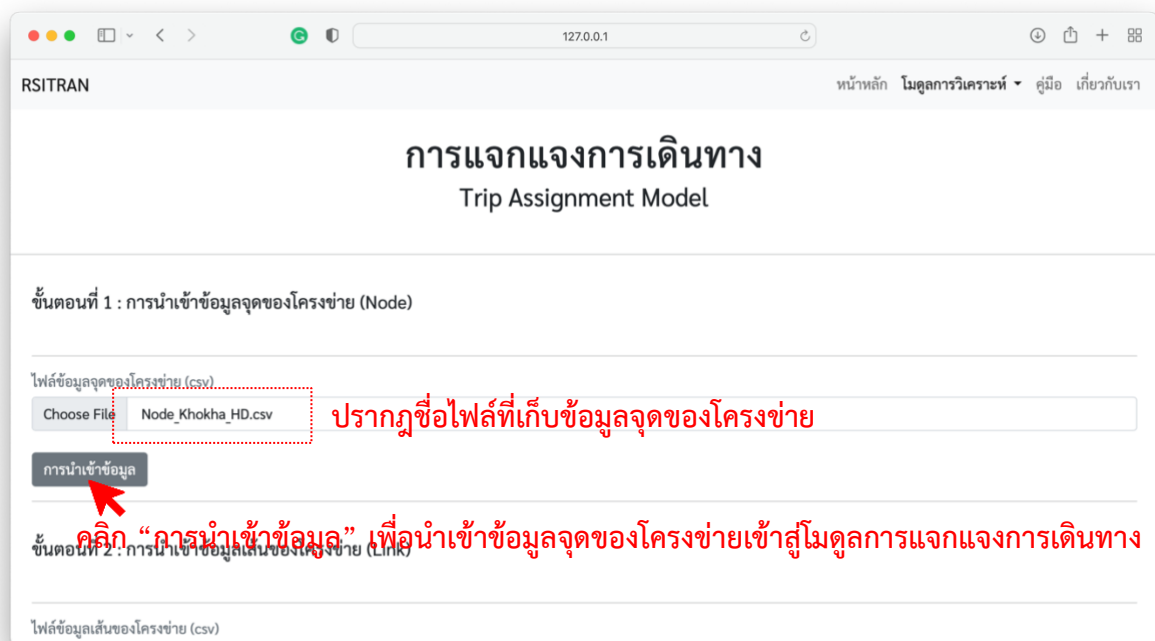 127.0.0.1
RSITRAN
หน้าหลัก โมดูลการวิเคราะห์ คู่มือ เกี่ยวกับเรา
การแจกแจงการเดินทาง
Trip Assignment Model
ขั้นตอนที่ 1 : การนำเข้าข้อมูลจุดของโครงข่าย (Node)
ไฟล์ข้อมูลจุดของโครงข่าย (csv)
Choose File Node_Khokha_HD.csv ปรากฎชื่อไฟล์ที่เก็บข้อมูลจุดของโครงข่าย
การนำเข้าข้อมูล
คลิก “การนำเข้าข้อมูล” เพื่อนำเข้าข้อมูลจุดของโครงข่ายเข้าสู่โมดูลการแจกแจงการเดินทาง
ขั้นตอนที่ 2 : การนำเข้าข้อมูลเส้นของโครงข่าย (Link)
ไฟล์ข้อมูลเส้นของโครงข่าย (csv)